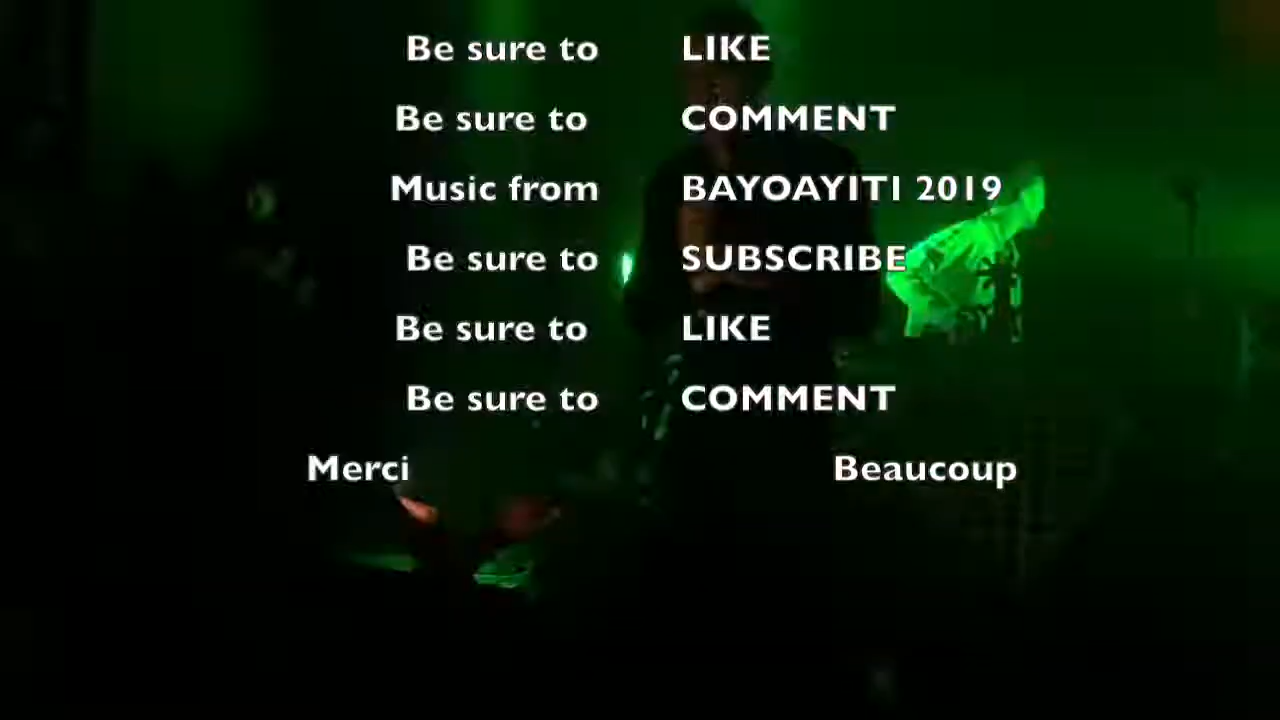 Be sure to LIKE
Be sure to COMMENT
Music from BAYOAYITI 2019
Be sure to SUBSCRIBE
Be sure to LIKE
Be sure to COMMENT
Merci Beaucoup